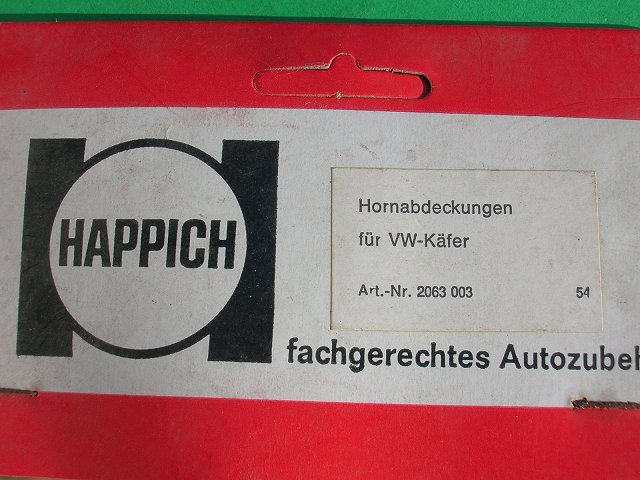 HAPPICH
Hornabdeckungen
für VW-Käfer
Art.-Nr. 2063 003 54
fachgerechtes Autozubeh